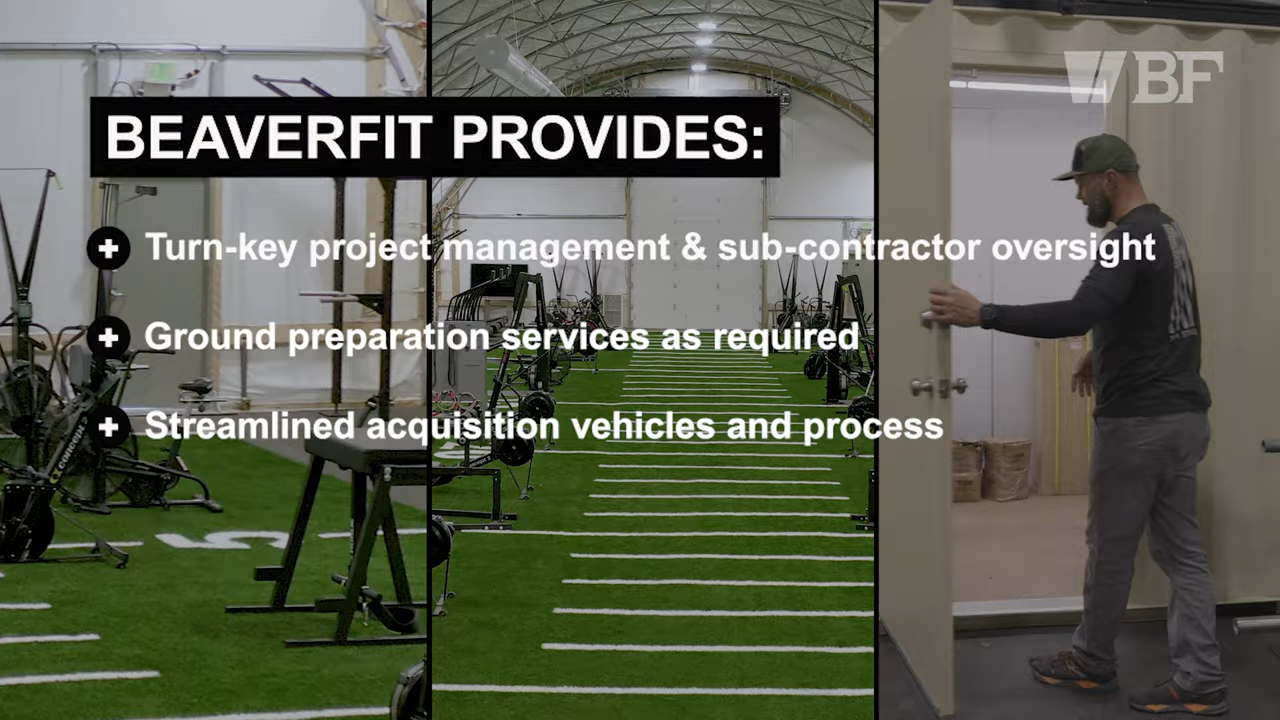 BF
BEAVERFIT PROVIDES:
Turn-key project management & sub-contractor oversight
Ground preparation services as required
Streamlined acquisition vehicles and process
5